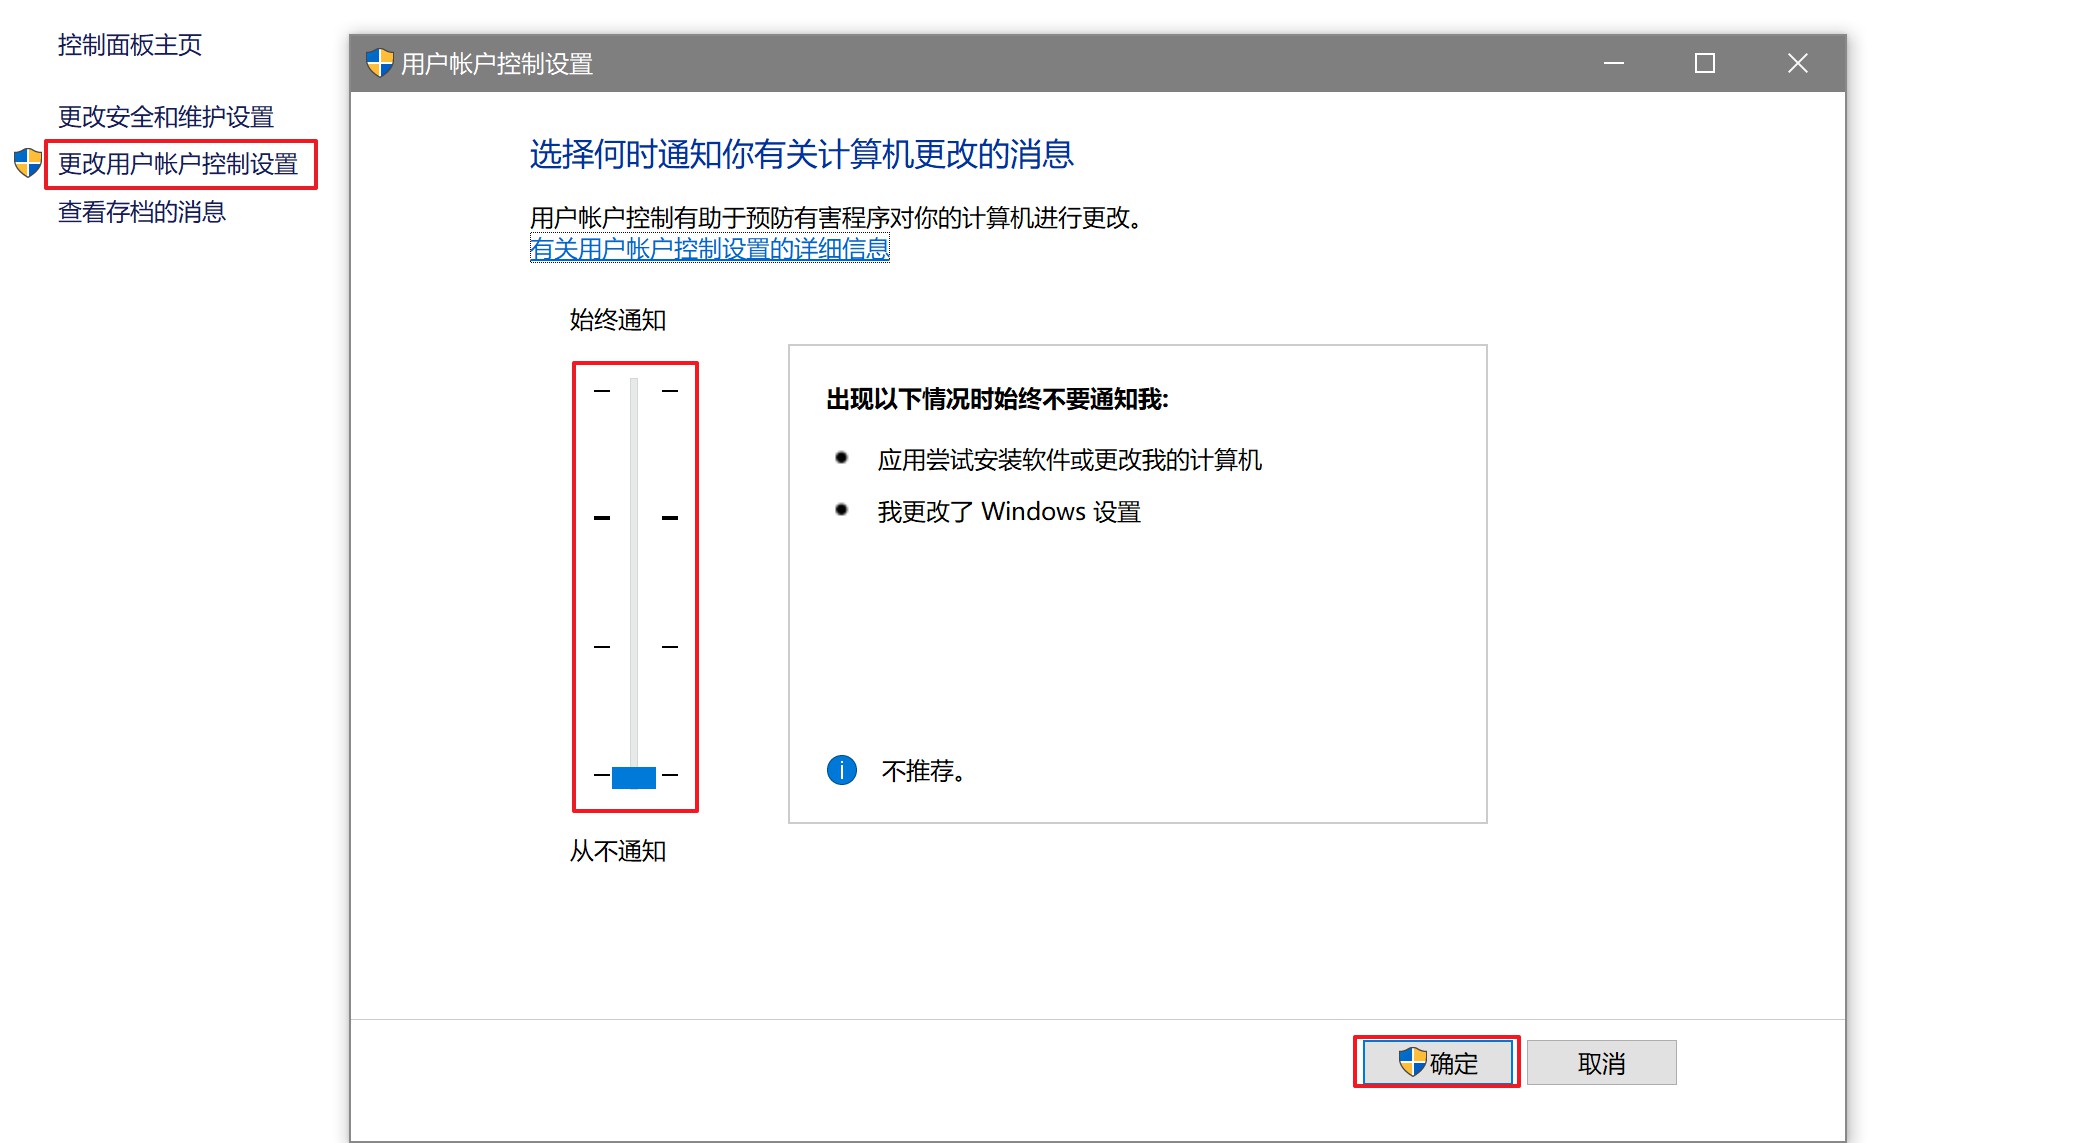 控制面板主页
更改安全和维护设置
更改用户帐户控制设置
查看存档的消息
用户帐户控制设置
选择何时通知你有关计算机更改的消息
用户帐户控制有助于预防有害程序对你的计算机进行更改。
有关用户帐户控制设置的详细信息
始终通知
出现以下情况时始终不要通知我:
应用尝试安装软件或更改我的计算机
我更改了 Windows 设置
不推荐。
从不通知
确定
取消